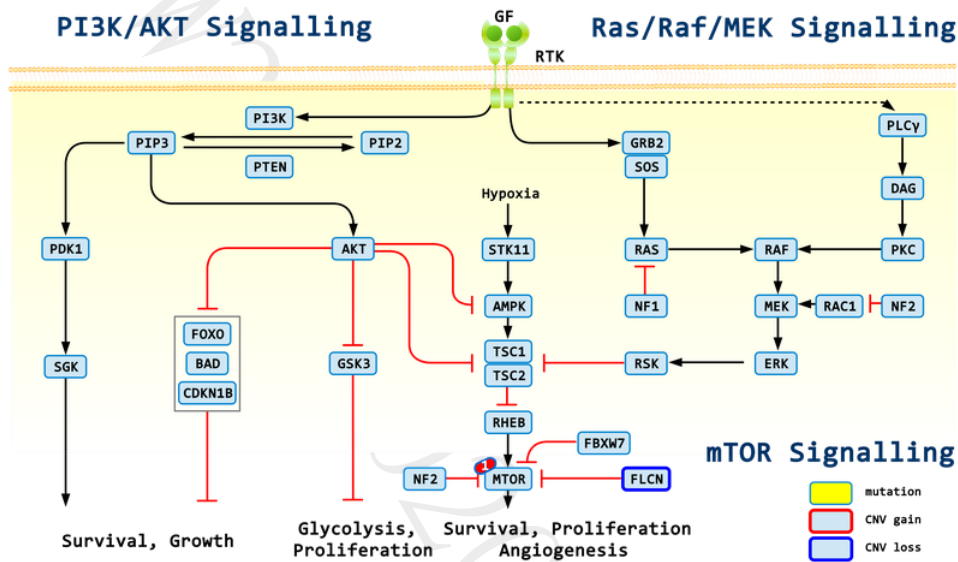 PI3K/AKT Signalling
GF
Ras/Raf/MEK Signalling
RTK
PI3K
PLCγ
PIP3
PIP2
GRB2
PTEN
SOS
Hypoxia
DAG
PDK1
AKT
STK11
RAS
RAF
PKC
AMPK
NF1
MEK
RAC1
NF2
FOXO
TSC1
SGK
BAD
GSK3
RSK
ERK
TSC2
CDKN1B
RHEB
FBXW7
mTOR Signalling
1
NF2
MTOR
FLCN
mutation
CNV gain
CNV loss
Survival, Growth
Glycolysis,
Proliferation
Survival, Proliferation
Angiogenesis